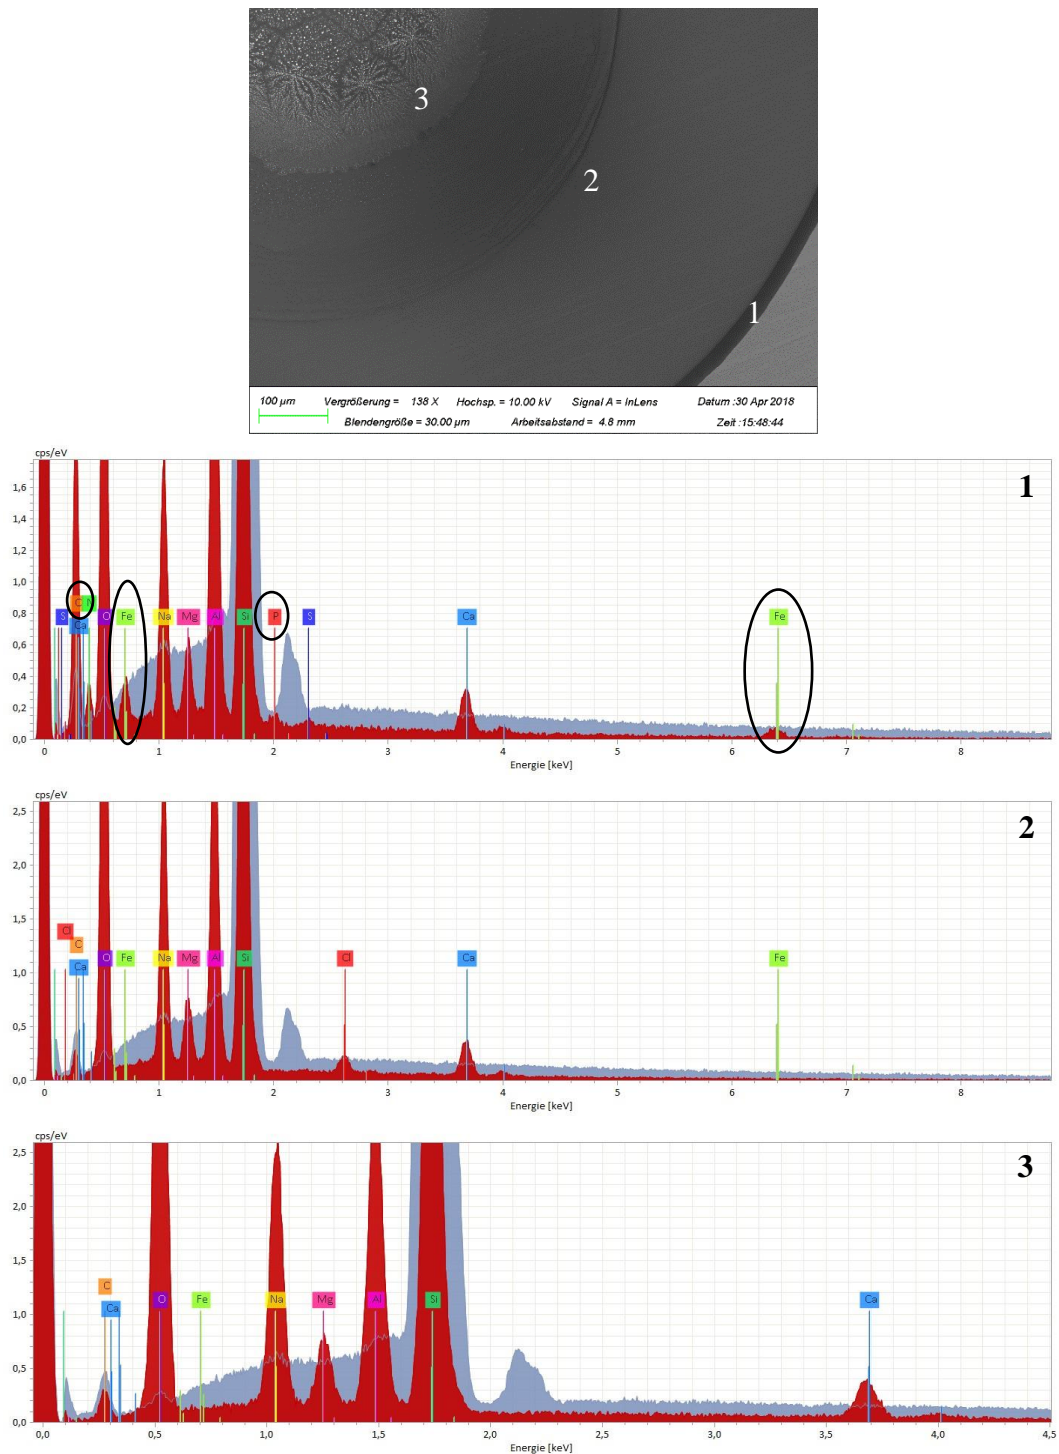 3
2
1
100 µm Vergrößerung = 138 X Hochsp. = 10.00 kV Signal A = InLens Datum :30 Apr 2018
Blendengröße = 30.00 µm Arbeitsabstand = 4.8 mm Zeit :15:48:44
cps/eV
1
1,6
1,4
1,2
1,0
C N
0,8
S Ca O Fe Na Mg Al Si P S Ca Fe
0,6
0,4
0,2
0,0
0 1 2 3 4 5 6 7 8
Energie [keV]
cps/eV
2
2,5
2,0
1,5
Cl
C
1,0
Ca O Fe Na Mg Al Si Cl Ca Fe
0,5
0,0
0 1 2 3 4 5 6 7 8
Energie [keV]
cps/eV
3
2,5
2,0
1,5
C
Ca O Fe Na Mg Al Si Ca
1,0
0,5
0,0
0,0 0,5 1,0 1,5 2,0 2,5 3,0 3,5 4,0 4,5
Energie [keV]